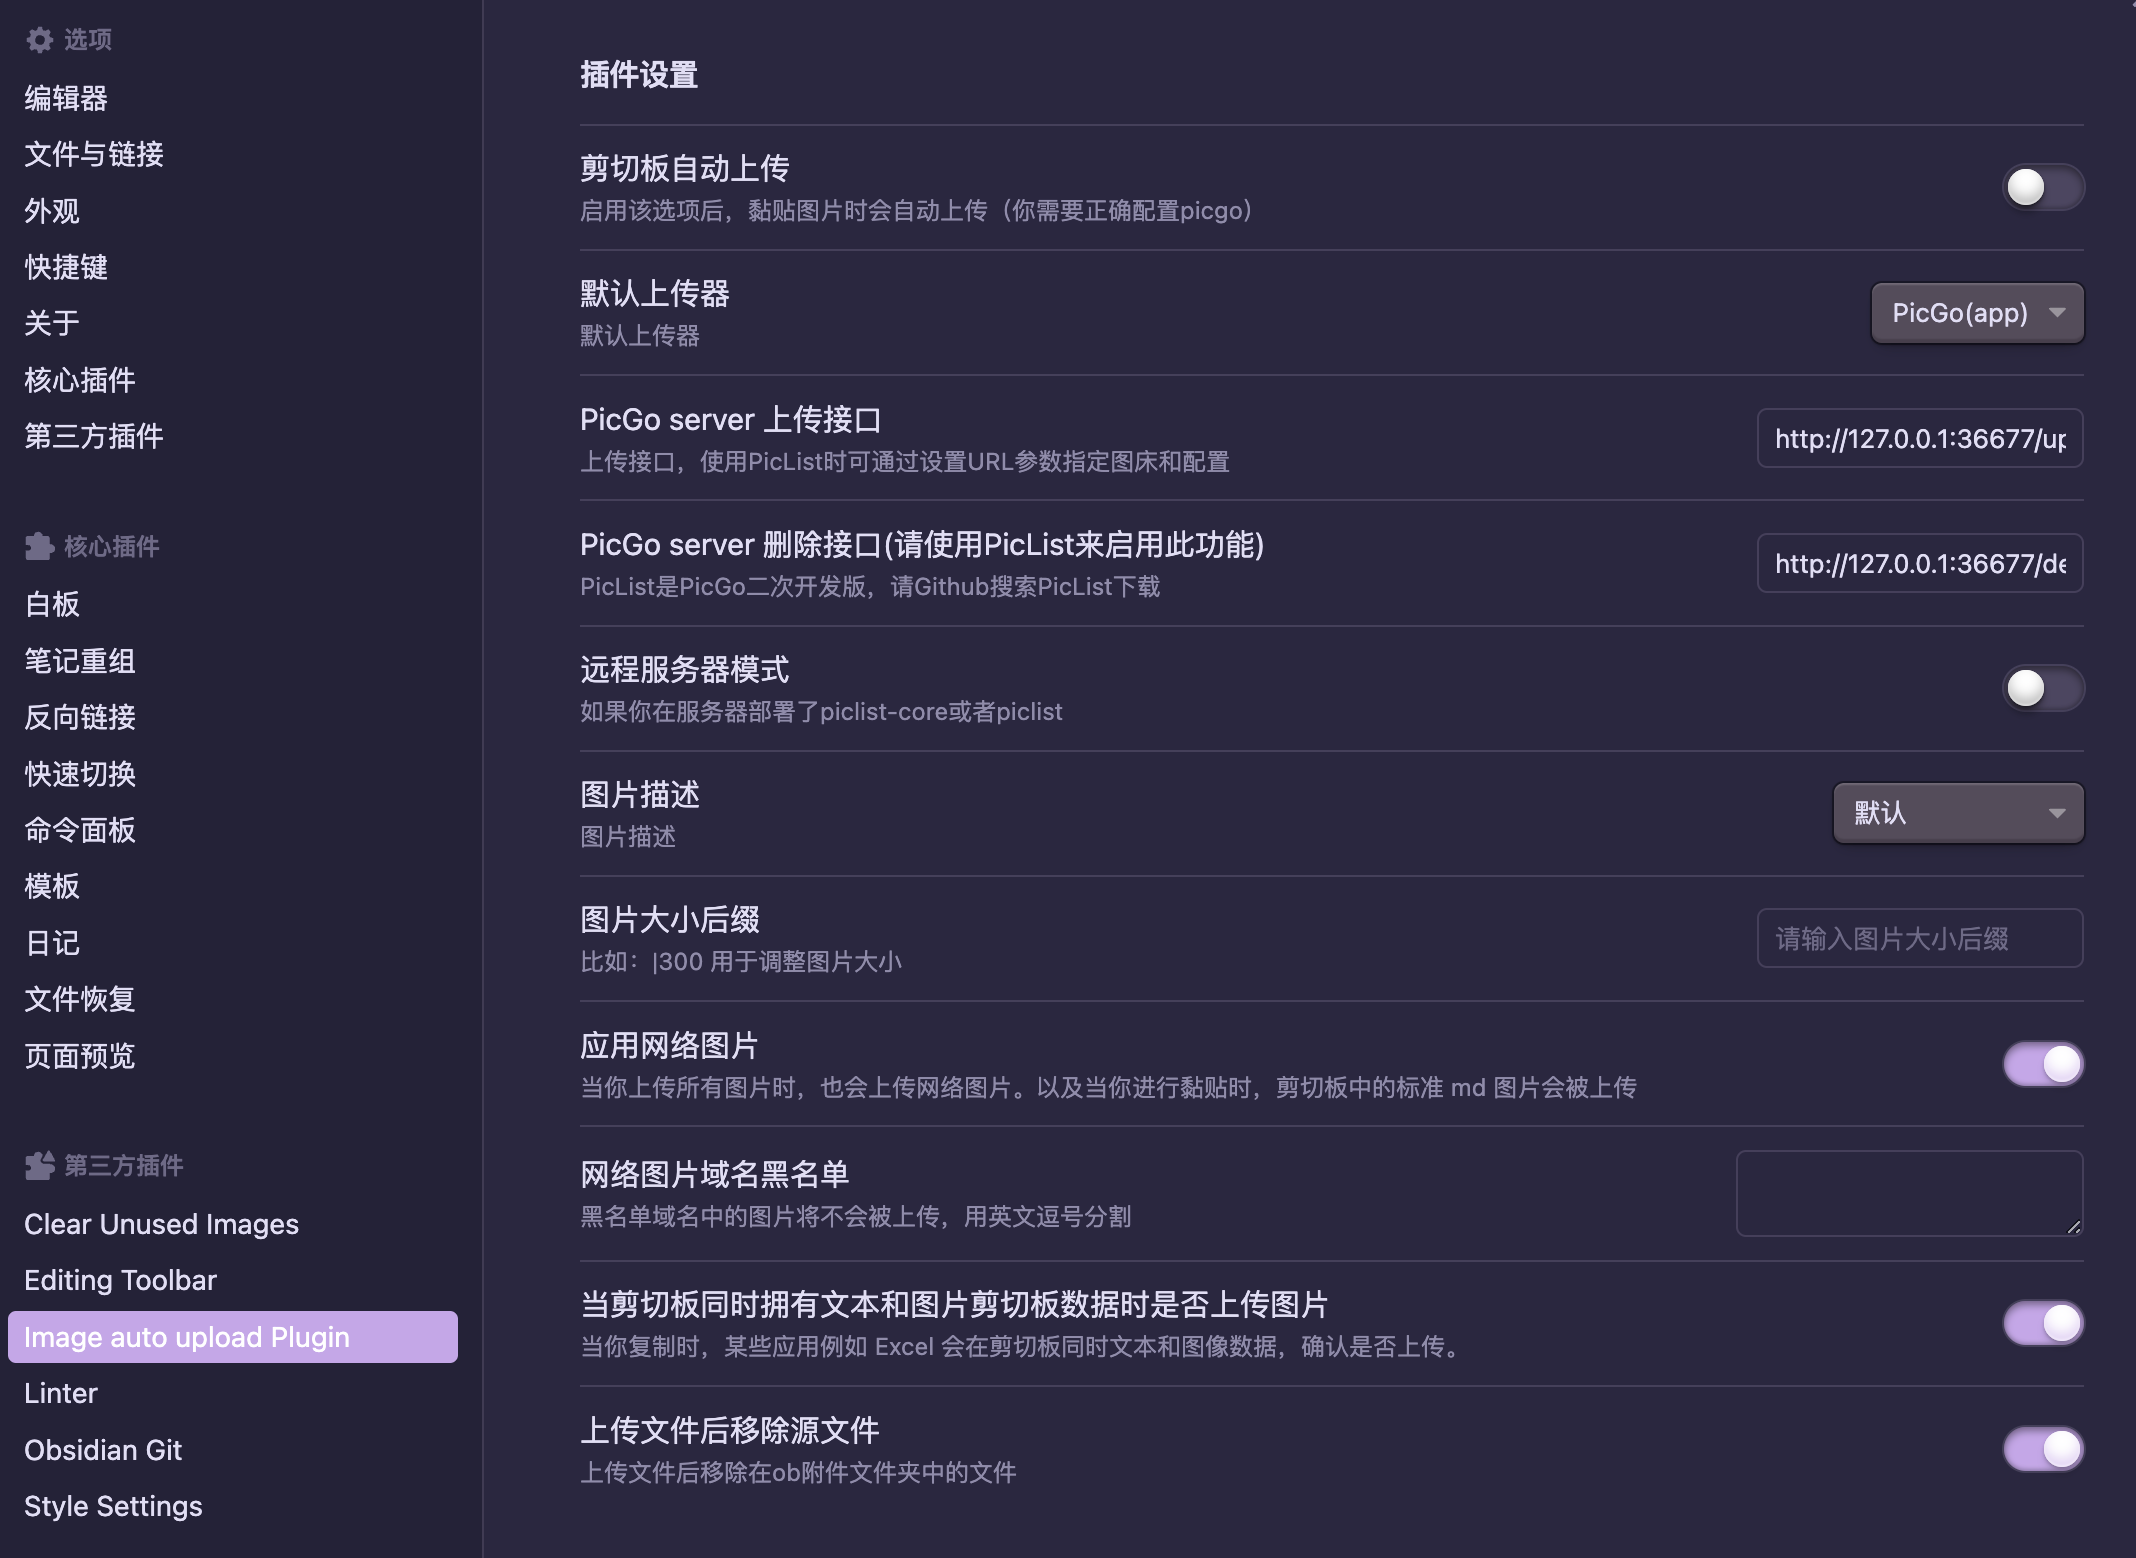 选项
编辑器
文件与链接
外观
快捷键
关于
核心插件
第三方插件
核心插件
白板
笔记重组
反向链接
快速切换
命令面板
模板
日记
文件恢复
页面预览
第三方插件
Clear Unused Images
Editing Toolbar
Image auto upload Plugin
Linter
Obsidian Git
Style Settings
插件设置
剪切板自动上传
启用该选项后，黏贴图片时会自动上传（你需要正确配置picgo）
默认上传器
默认上传器
PicGo(app)
PicGo server 上传接口
上传接口，使用PicList时可通过设置URL参数指定图床和配置
http://127.0.0.1:36677/up
PicGo server 删除接口(请使用PicList来启用此功能)
PicList是PicGo二次开发版，请Github搜索PicList下载
http://127.0.0.1:36677/de
远程服务器模式
如果你在服务器部署了piclist-core或者piclist
图片描述
图片描述
默认
图片大小后缀
比如：|300 用于调整图片大小
请输入图片大小后缀
应用网络图片
当你上传所有图片时，也会上传网络图片。以及当你进行黏贴时，剪切板中的标准 md 图片会被上传
网络图片域名黑名单
黑名单域名中的图片将不会被上传，用英文逗号分割
当剪切板同时拥有文本和图片剪切板数据时是否上传图片
当你复制时，某些应用例如 Excel 会在剪切板同时文本和图像数据，确认是否上传。
上传文件后移除源文件
上传文件后移除在ob附件文件夹中的文件